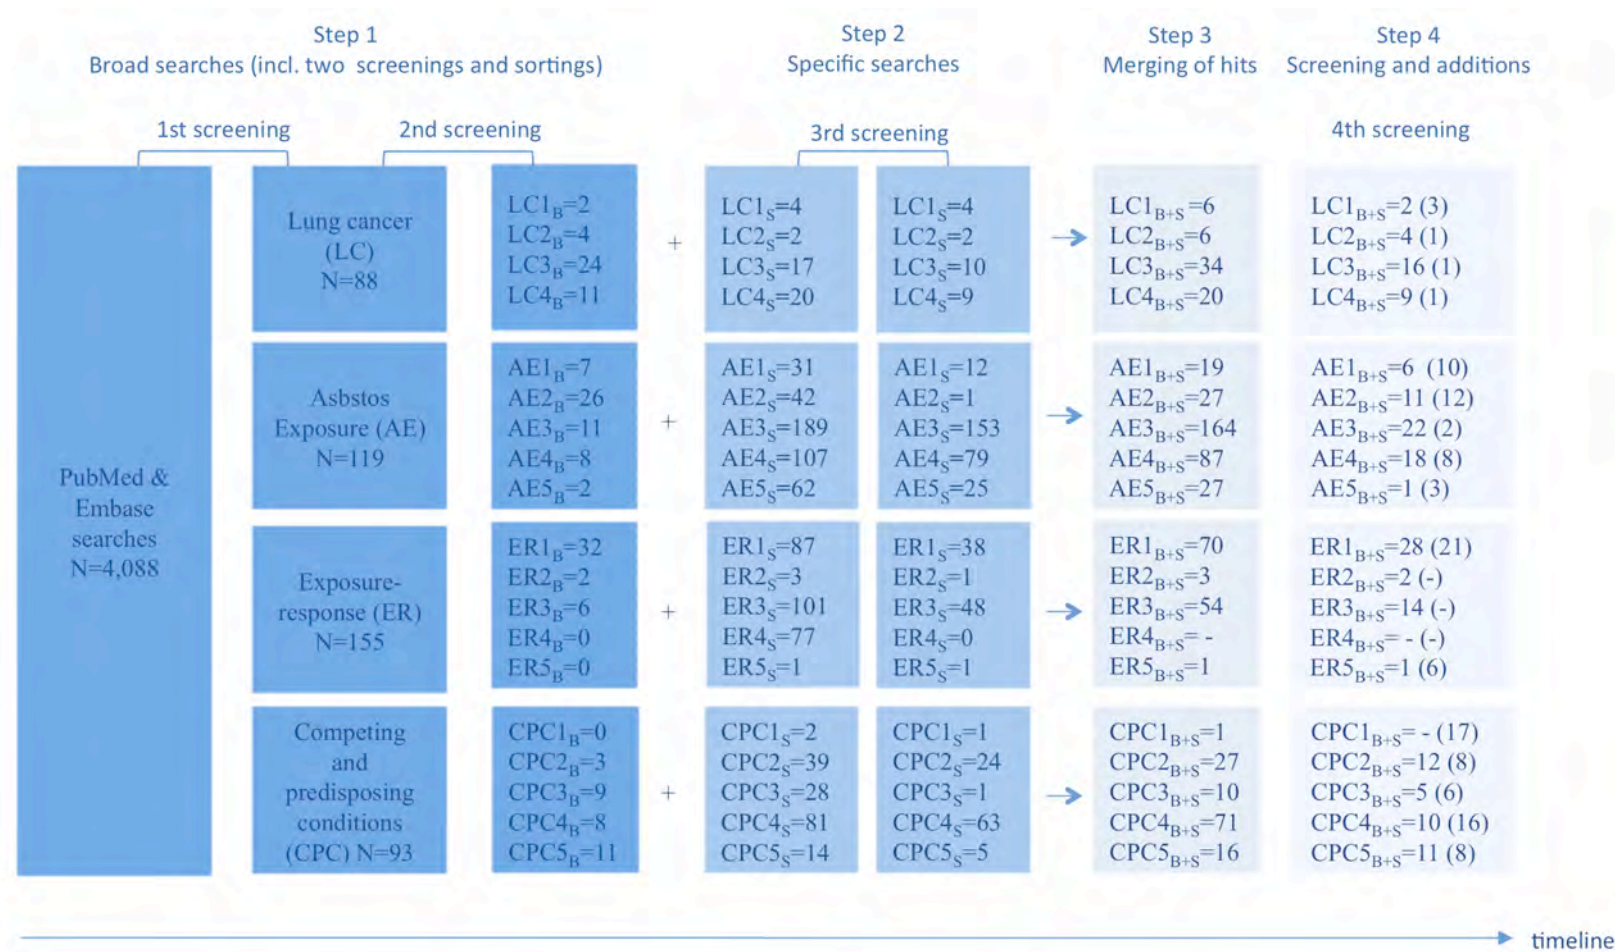 Step 1
Broad searches (incl. two screenings and sortings)
Step 2
Specific searches
Step 3
Merging of hits
Step 4
Screening and additions
1st screening
2nd screening
3rd screening
4th screening
PubMed &
Embase
searches
N=4,088
Lung cancer
(LC)
N=88
LC1B=2
LC2B=4
LC3B=24
LC4B=11
+
LC1S=4
LC2S=2
LC3S=17
LC4S=20
LC1S=4
LC2S=2
LC3S=10
LC4S=9
LC1B+S =6
LC2B+S=6
LC3B+S=34
LC4B+S=20
LC1B+S=2 (3)
LC2B+S=4 (1)
LC3B+S=16 (1)
LC4B+S=9 (1)
Asbstos
Exposure (AE)
N=119
AE1B=7
AE2B=26
AE3B=11
AE4B=8
AE5B=2
+
AE1S=31
AE2S=42
AE3S=189
AE4S=107
AE5S=62
AE1S=12
AE2S=1
AE3S=153
AE4S=79
AE5S=25
AE1B+S=19
AE2B+S=27
AE3B+S=164
AE4B+S=87
AE5B+S=27
AE1B+S=6 (10)
AE2B+S=11 (12)
AE3B+S=22 (2)
AE4B+S=18 (8)
AE5B+S=1 (3)
Exposure-
response (ER)
N=155
ER1B=32
ER2B=2
ER3B=6
ER4B=0
ER5B=0
+
ER1S=87
ER2S=3
ER3S=101
ER4S=77
ER5S=1
ER1S=38
ER2S=1
ER3S=48
ER4S=0
ER5S=1
ER1B+S=70
ER2B+S=3
ER3B+S=54
ER4B+S= -
ER5B+S=1
ER1B+S=28 (21)
ER2B+S=2 (-)
ER3B+S=14 (-)
ER4B+S= - (-)
ER5B+S=1 (6)
Competing
and
predisposing
conditions
(CPC) N=93
CPC1B=0
CPC2B=3
CPC3B=9
CPC4B=8
CPC5B=11
+
CPC1S=2
CPC2S=39
CPC3S=28
CPC4S=81
CPC5S=14
CPC1S=1
CPC2S=24
CPC3S=1
CPC4S=63
CPC5S=5
CPC1B+S=1
CPC2B+S=27
CPC3B+S=10
CPC4B+S=71
CPC5B+S=16
CPC1B+S= - (17)
CPC2B+S=12 (8)
CPC3B+S=5 (6)
CPC4B+S=10 (16)
CPC5B+S=11 (8)
timeline